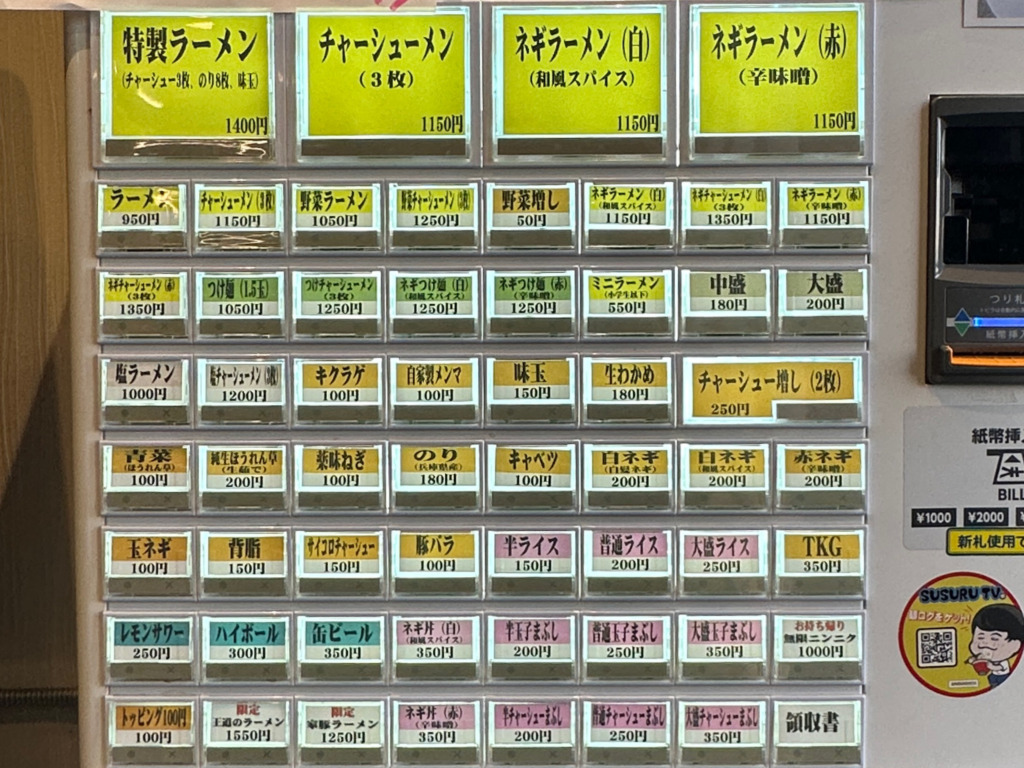 特製ラーメン
(チャーシュー3枚、のり8枚、味玉)
1400円
チャーシューメン
(3枚)
1150円
ネギラーメン(白)
(和風スパイス)
1150円
ネギラーメン(赤)
(辛味噌)
1150円
ラーメン
950円
チャーシューメン(3枚)
1150円
野菜ラーメン
1050円
野菜チャーシューメン(3枚)
1250円
野菜増し
50円
ネギラーメン(白)
(和風スパイス)
1150円
ネギチャーシューメン(白)
(3枚)
1350円
ネギラーメン(赤)
(辛味噌)
1150円
ネギチャーシューメン(赤)
(3枚)
1350円
つけ麺(1.5玉)
1050円
つけチャーシューメン
(3枚)
1250円
ネギつけ麺(白)
(和風スパイス)
1250円
ネギつけ麺(赤)
(辛味噌)
1250円
ミニラーメン
(小学生以下)
550円
中盛
180円
大盛
200円
塩ラーメン
1000円
塩チャーシューメン(3枚)
1200円
キクラゲ
100円
自家製メンマ
100円
味玉
150円
生わかめ
180円
チャーシュー増し(2枚)
250円
青菜
(ほうれん草)
100円
純生ほうれん草
(生茹で)
200円
薬味ねぎ
100円
のり
(兵庫県産)
180円
キャベツ
100円
白ネギ
(白髪ネギ)
200円
白ネギ
(和風スパイス)
200円
赤ネギ
(辛味噌)
200円
玉ネギ
100円
背脂
150円
サイコロチャーシュー
150円
豚バラ
100円
半ライス
150円
普通ライス
200円
大盛ライス
250円
TKG
350円
レモンサワー
250円
ハイボール
300円
缶ビール
350円
ネギ丼(白)
(和風スパイス)
350円
半玉子まぶし
200円
普通玉子まぶし
250円
大盛玉子まぶし
350円
お持ち帰り
無限ニンニク
1000円
トッピング100円
100円
限定
王道のラーメン
1550円
限定
家豚ラーメン
1250円
ネギ丼(赤)
(辛味噌)
350円
半チャーシューまぶし
200円
普通チャーシューまぶし
250円
大盛チャーシューまぶし
350円
領収書
つり札
紙幣挿入
紙幣挿
BILL
¥1000 ¥2000
新札使用で
SUSURU TV.
麺ログをゲット!